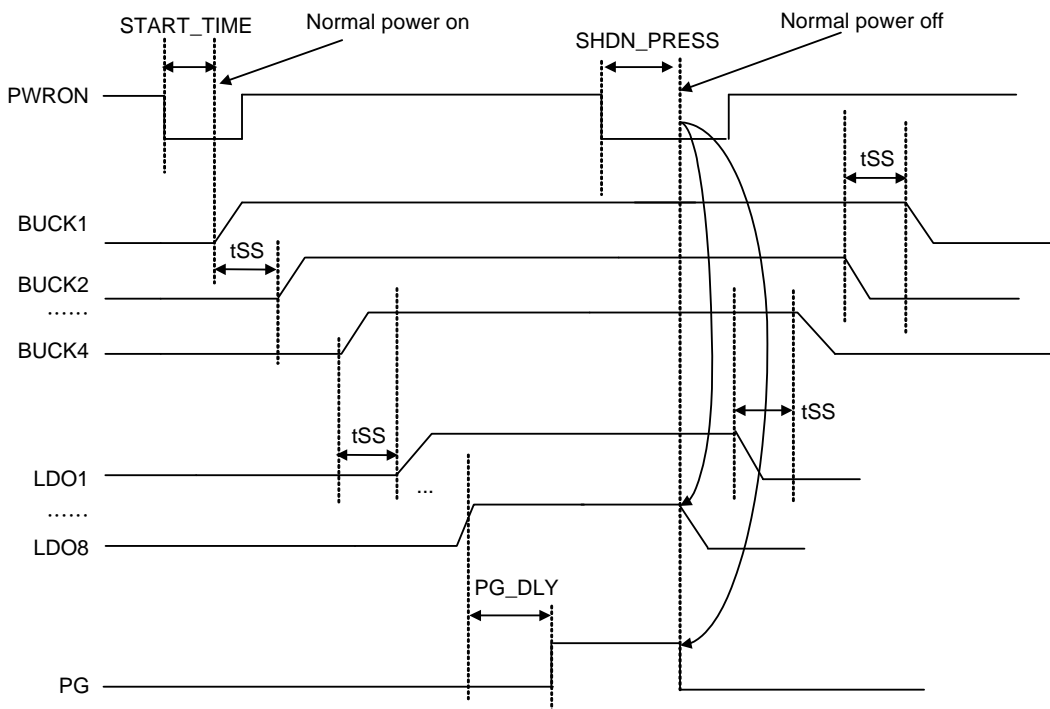 START_TIME
Normal power on
Normal power off
SHDN_PRESS
PWRON
tSS
BUCK1
tSS
BUCK2
......
BUCK4
tSS
tSS
LDO1
...
......
LDO8
PG_DLY
PG